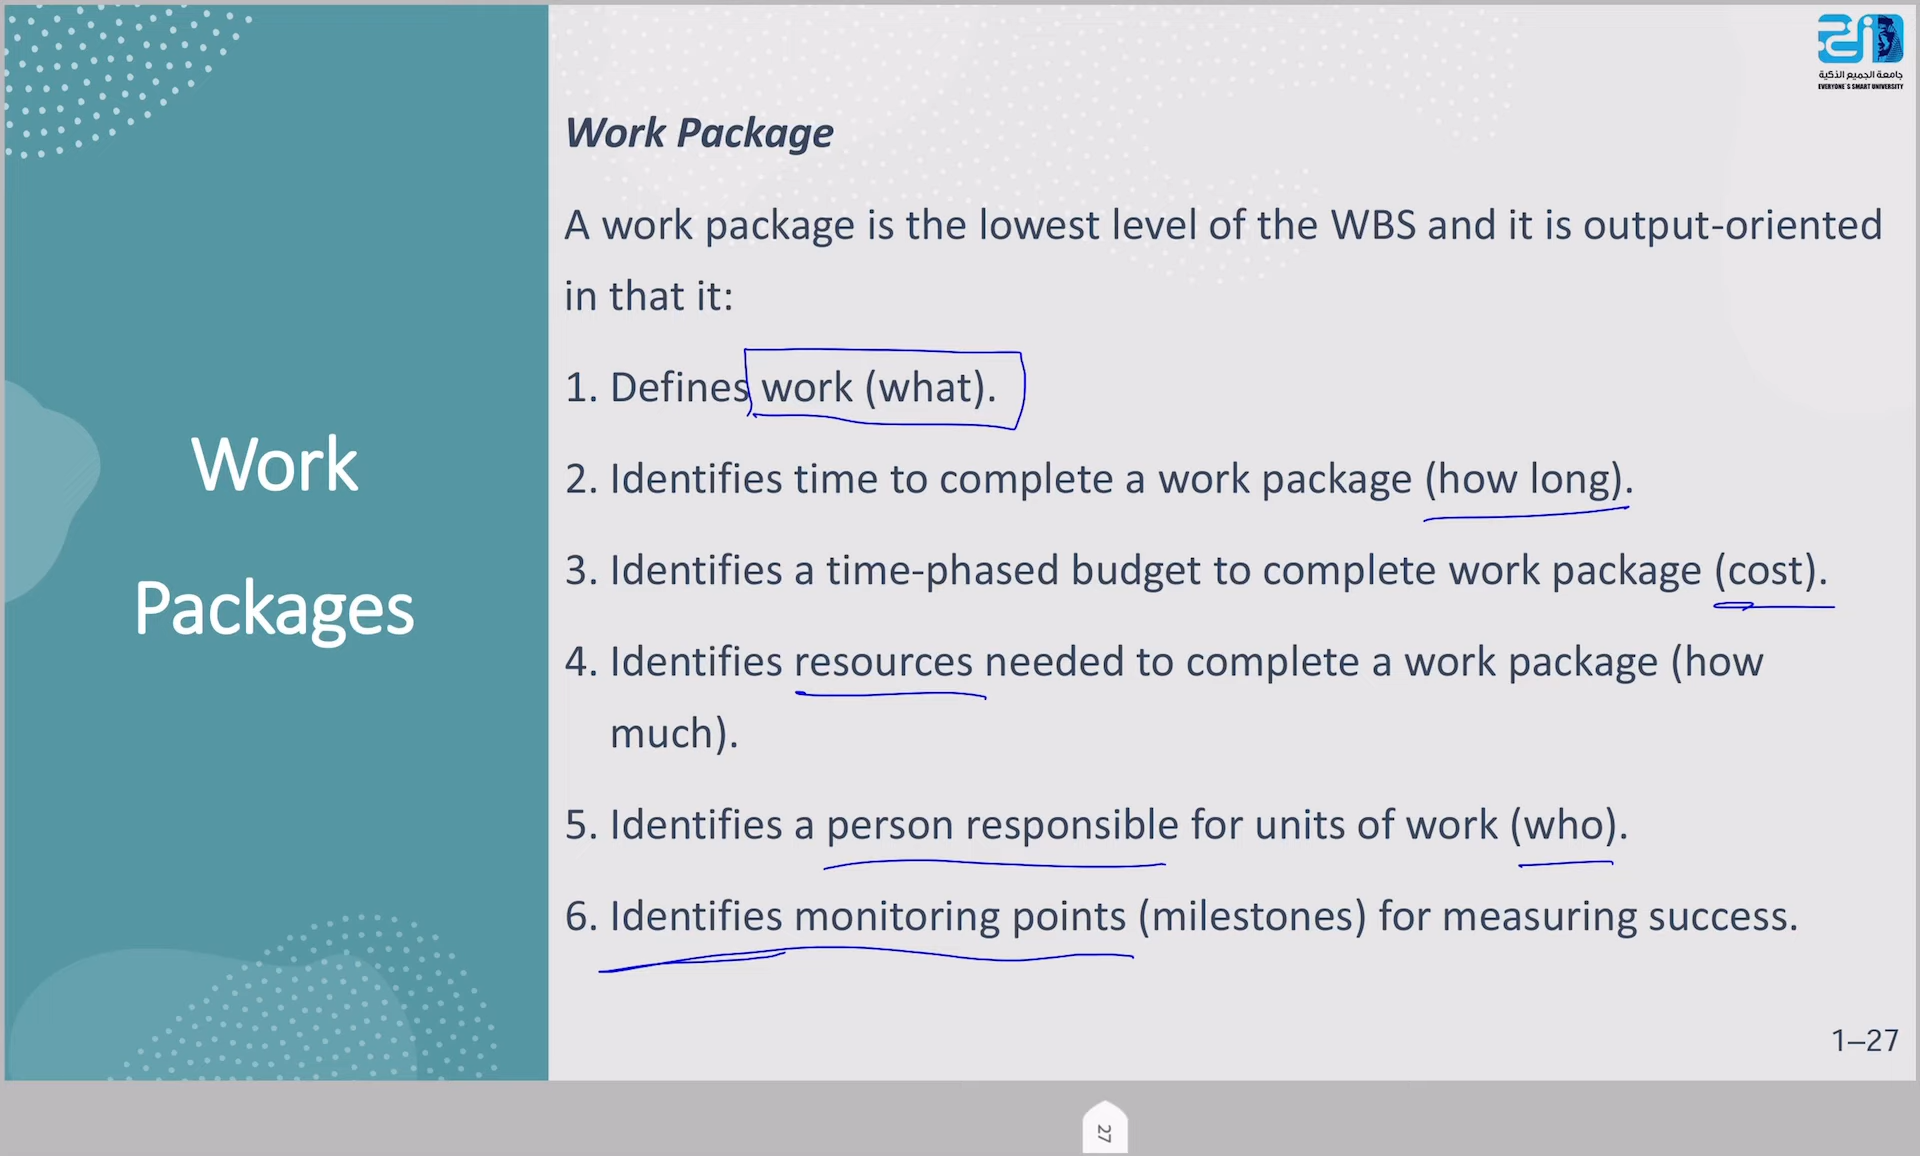 جامعة الجميع الذكية
EVERYONE'S SMART UNIVERSITY
Work
Packages
Work Package
A work package is the lowest level of the WBS and it is output-oriented
in that it:
1. Defines work (what).
2. Identifies time to complete a work package (how long).
3. Identifies a time-phased budget to complete work package (cost).
4. Identifies resources needed to complete a work package (how
much).
5. Identifies a person responsible for units of work (who).
6. Identifies monitoring points (milestones) for measuring success.
1–27
27